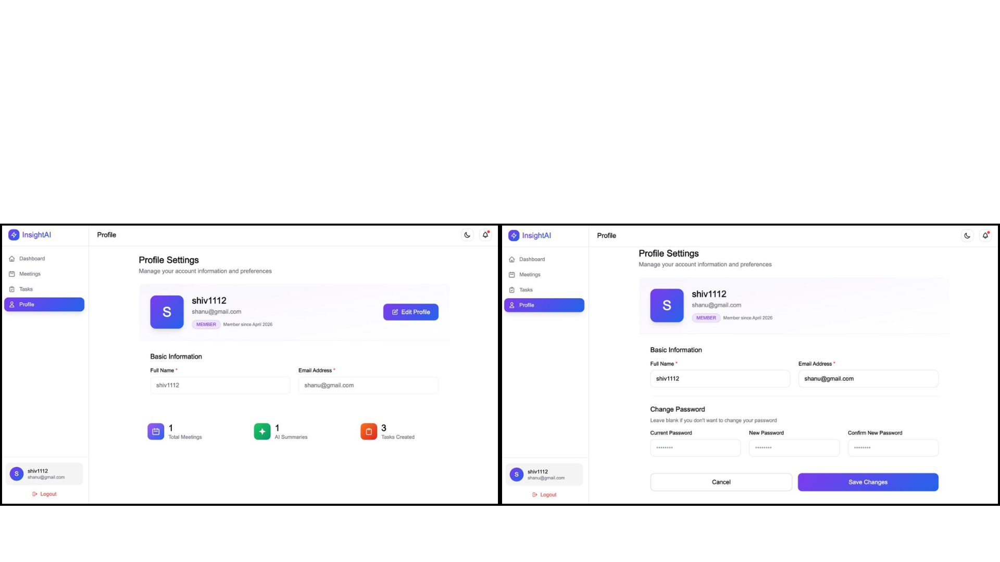 InsightAI
Profile
Dashboard
Meetings
Tasks
Profile
Profile Settings
Manage your account information and preferences
S
shiv1112
shanu@gmail.com
MEMBER Member since April 2026
Edit Profile
Basic Information
Full Name * Email Address *
shiv1112 shanu@gmail.com
1
Total Meetings
1
AI Summaries
3
Tasks Created
S
shiv1112
shanu@gmail.com
Logout
InsightAI
Profile
Dashboard
Meetings
Tasks
Profile
Profile Settings
Manage your account information and preferences
S
shiv1112
shanu@gmail.com
MEMBER Member since April 2026
Basic Information
Full Name * Email Address *
shiv1112 shanu@gmail.com
Change Password
Leave blank if you don't want to change your password
Current Password New Password Confirm New Password
•••••••• •••••••• ••••••••
Cancel Save Changes
S
shiv1112
shanu@gmail.com
Logout